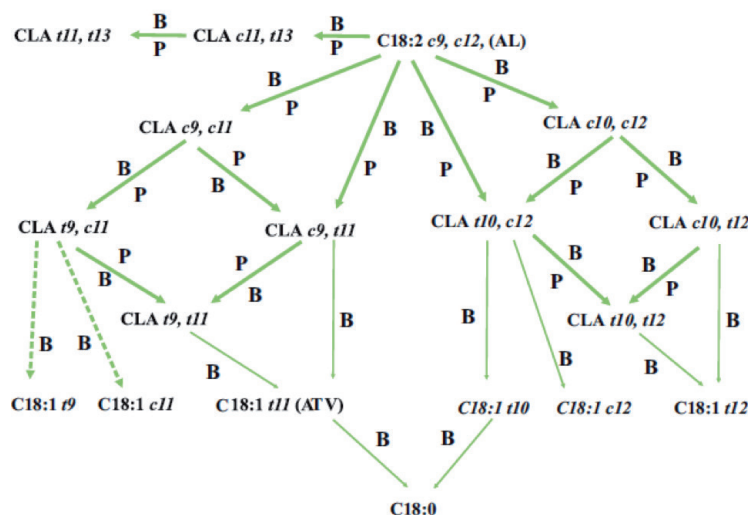 B
B
CLA t11, t13
CLA c11, t13
C18:2 c9, c12, (AL)
P
P
B
B
P
P
CLA c9, c11
CLA c10, c12
B
B
B
P
B
B
P
B
P
P
P
P
CLA t9, c11
CLA c9, t11
CLA t10, c12
CLA c10, t12
P
P
B
B
B
B
P
P
CLA t9, t11
CLA t10, t12
B
B
B
B
B
B
B
B
B
C18:1 t9
C18:1 c11
C18:1 t11 (ATV)
C18:1 t10
C18:1 c12
C18:1 t12
B
B
C18:0